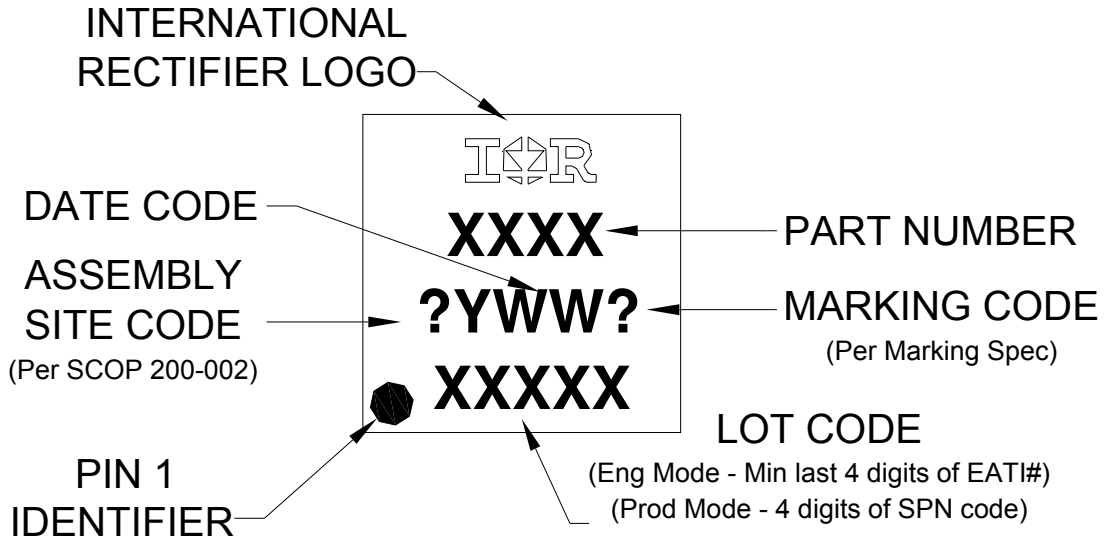 INTERNATIONAL
RECTIFIER LOGO
IOR
DATE CODE
XXXX
PART NUMBER
ASSEMBLY
SITE CODE
(Per SCOP 200-002)
?YWW?
MARKING CODE
(Per Marking Spec)
XXXXX
LOT CODE
(Eng Mode - Min last 4 digits of EATI#)
(Prod Mode - 4 digits of SPN code)
PIN 1
IDENTIFIER